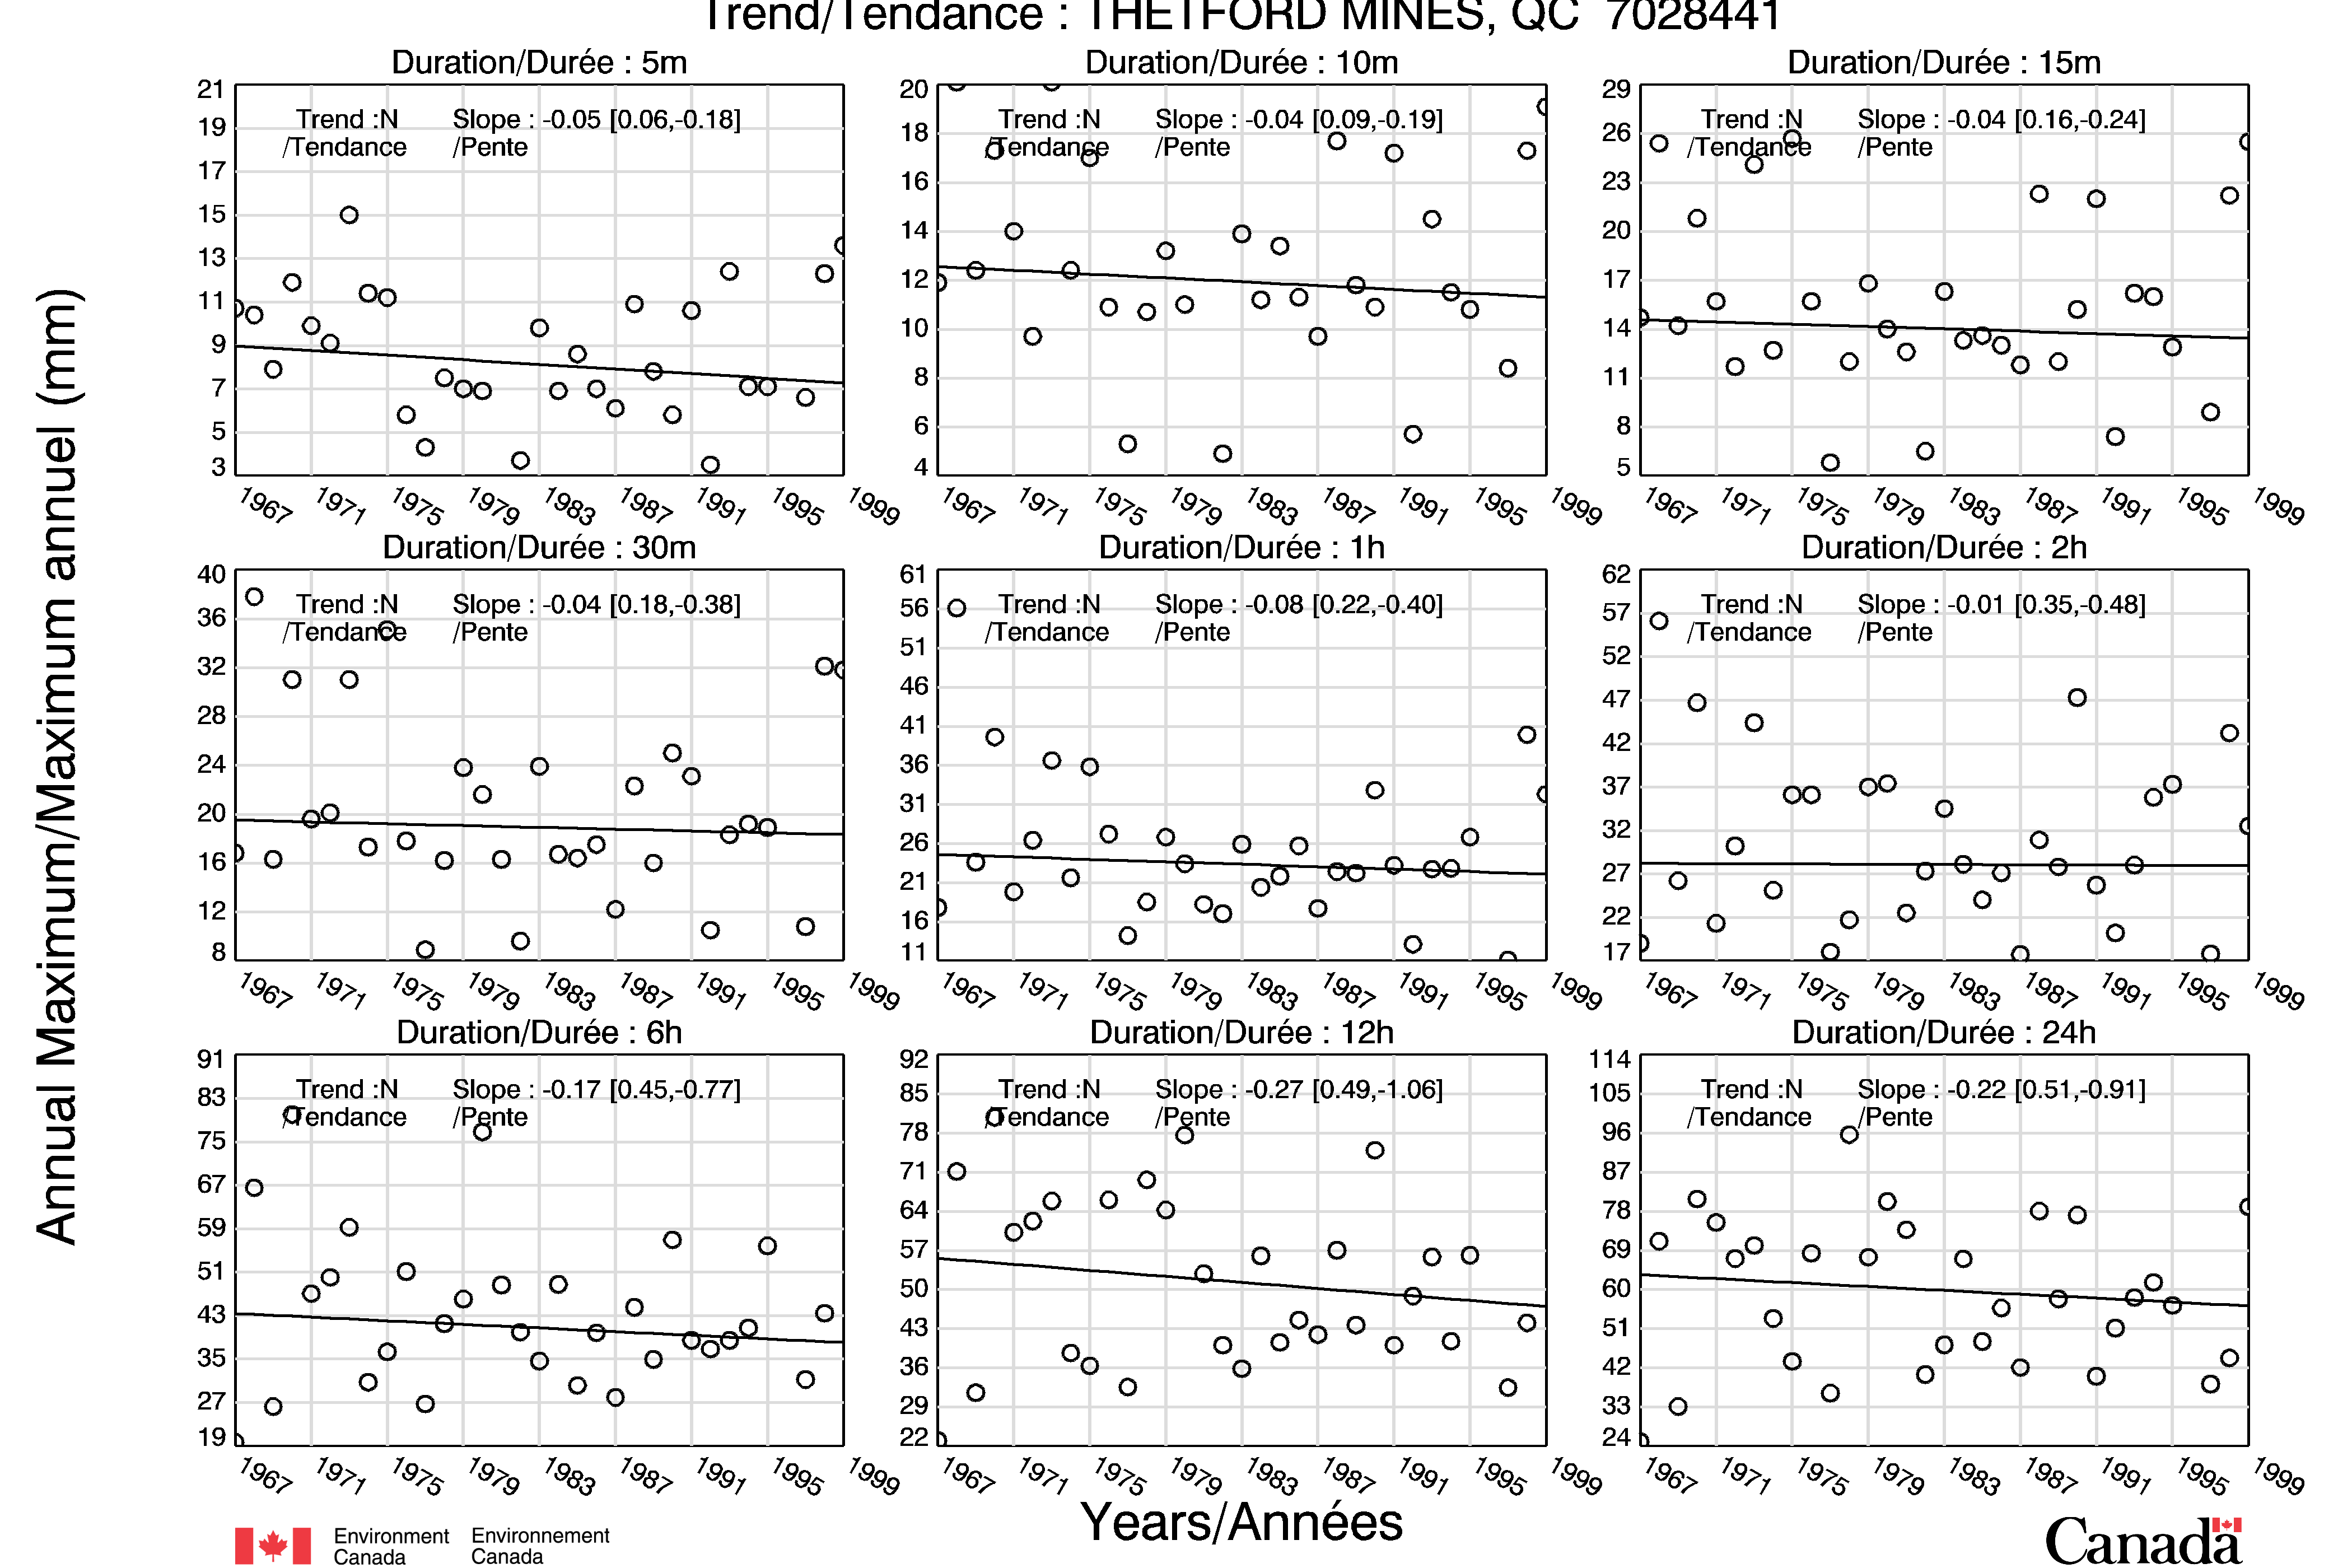 Trend/Tendance : THETFORD MINES, QC 7028441
Annual Maximum/Maximum annuel (mm)
Duration/Durée : 5m
Trend :N Slope : -0.05 [0.06,-0.18]
/Tendance /Pente
21
19
17
15
13
11
9
7
5
3
1967 1971 1975 1979 1983 1987 1991 1995 1999
Duration/Durée : 10m
Trend :N Slope : -0.04 [0.09,-0.19]
/Tendance /Pente
20
18
16
14
12
10
8
6
4
1967 1971 1975 1979 1983 1987 1991 1995 1999
Duration/Durée : 15m
Trend :N Slope : -0.04 [0.16,-0.24]
/Tendance /Pente
29
26
23
20
17
14
11
8
5
1967 1971 1975 1979 1983 1987 1991 1995 1999
Duration/Durée : 30m
Trend :N Slope : -0.04 [0.18,-0.38]
/Tendance /Pente
40
36
32
28
24
20
16
12
8
1967 1971 1975 1979 1983 1987 1991 1995 1999
Duration/Durée : 1h
Trend :N Slope : -0.08 [0.22,-0.40]
/Tendance /Pente
61
56
51
46
41
36
31
26
21
16
11
1967 1971 1975 1979 1983 1987 1991 1995 1999
Duration/Durée : 2h
Trend :N Slope : -0.01 [0.35,-0.48]
/Tendance /Pente
62
57
52
47
42
37
32
27
22
17
1967 1971 1975 1979 1983 1987 1991 1995 1999
Duration/Durée : 6h
Trend :N Slope : -0.17 [0.45,-0.77]
/Tendance /Pente
91
83
75
67
59
51
43
35
27
19
1967 1971 1975 1979 1983 1987 1991 1995 1999
Duration/Durée : 12h
Trend :N Slope : -0.27 [0.49,-1.06]
/Tendance /Pente
92
85
78
71
64
57
50
43
36
29
22
1967 1971 1975 1979 1983 1987 1991 1995 1999
Duration/Durée : 24h
Trend :N Slope : -0.22 [0.51,-0.91]
/Tendance /Pente
114
105
96
87
78
69
60
51
42
33
24
1967 1971 1975 1979 1983 1987 1991 1995 1999
Years/Années
Environment Environnement
Canada Canada
Canada